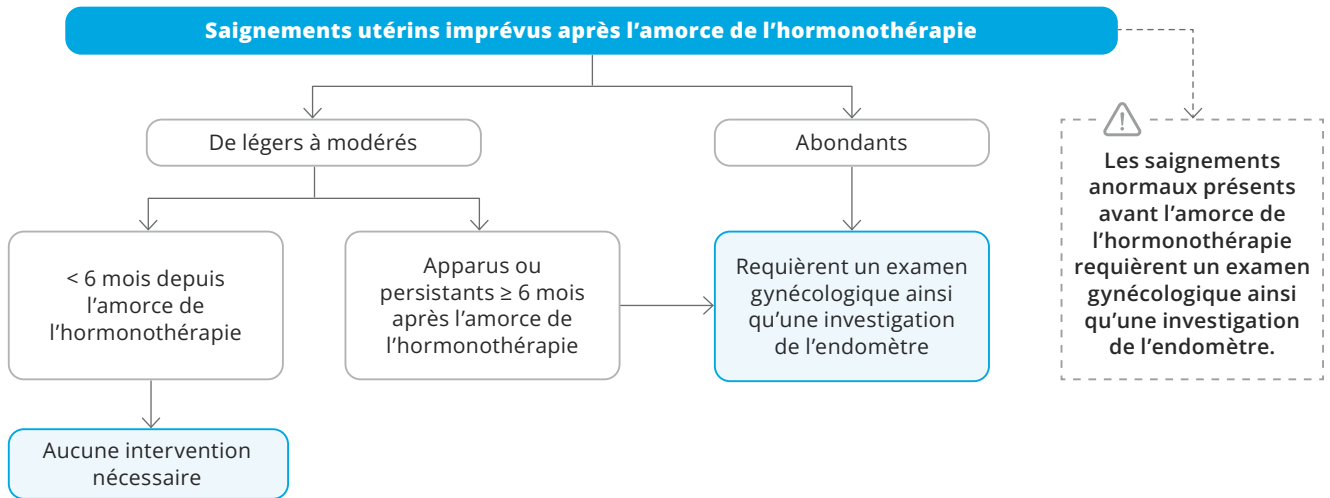 Saignements utérins imprévus après l’amorce de l’hormonothérapie
De légers à modérés
Abondants
< 6 mois depuis
l’amorce de
l’hormonothérapie
Apparus ou
persistants ≥ 6 mois
après l’amorce de
l’hormonothérapie
Requièrent un examen
gynécologique ainsi
qu’une investigation
de l’endomètre
Aucune intervention
nécessaire
Les saignements
anormaux présents
avant l’amorce de
l’hormonothérapie
requièrent un examen
gynécologique ainsi
qu’une investigation
de l’endomètre.